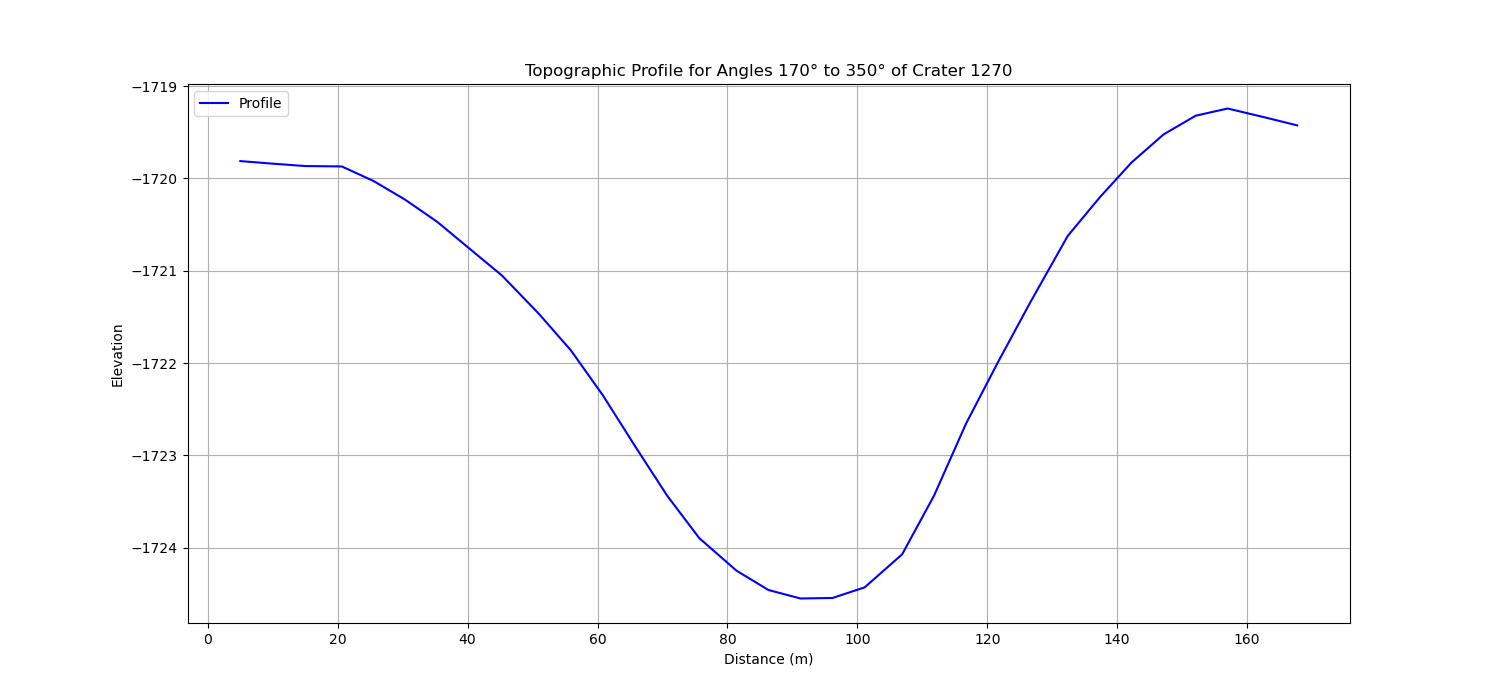 Topographic Profile for Angles 170° to 350° of Crater 1270
Profile
−1719
−1720
−1721
−1722
−1723
−1724
Elevation
0 20 40 60 80 100 120 140 160
Distance (m)